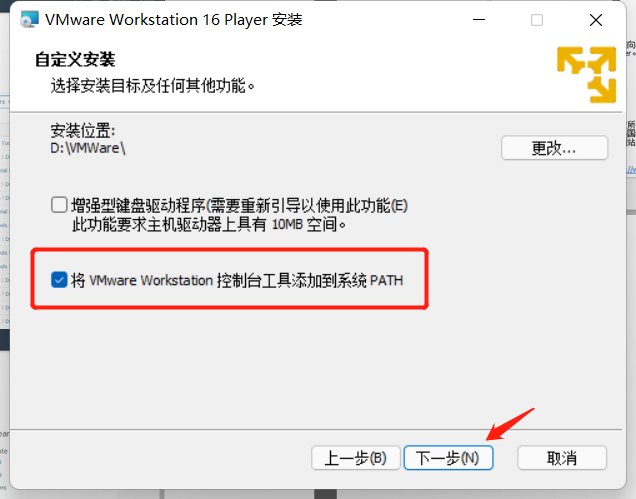 VMware Workstation 16 Player 安装
自定义安装
选择安装目标及任何其他功能。
安装位置:
D:\VMWare\
更改...
增强型键盘驱动程序(需要重新引导以使用此功能(E)
此功能要求主机驱动器上具有 10MB 空间。
将 VMware Workstation 控制台工具添加到系统 PATH
上一步(B)
下一步(N)
取消